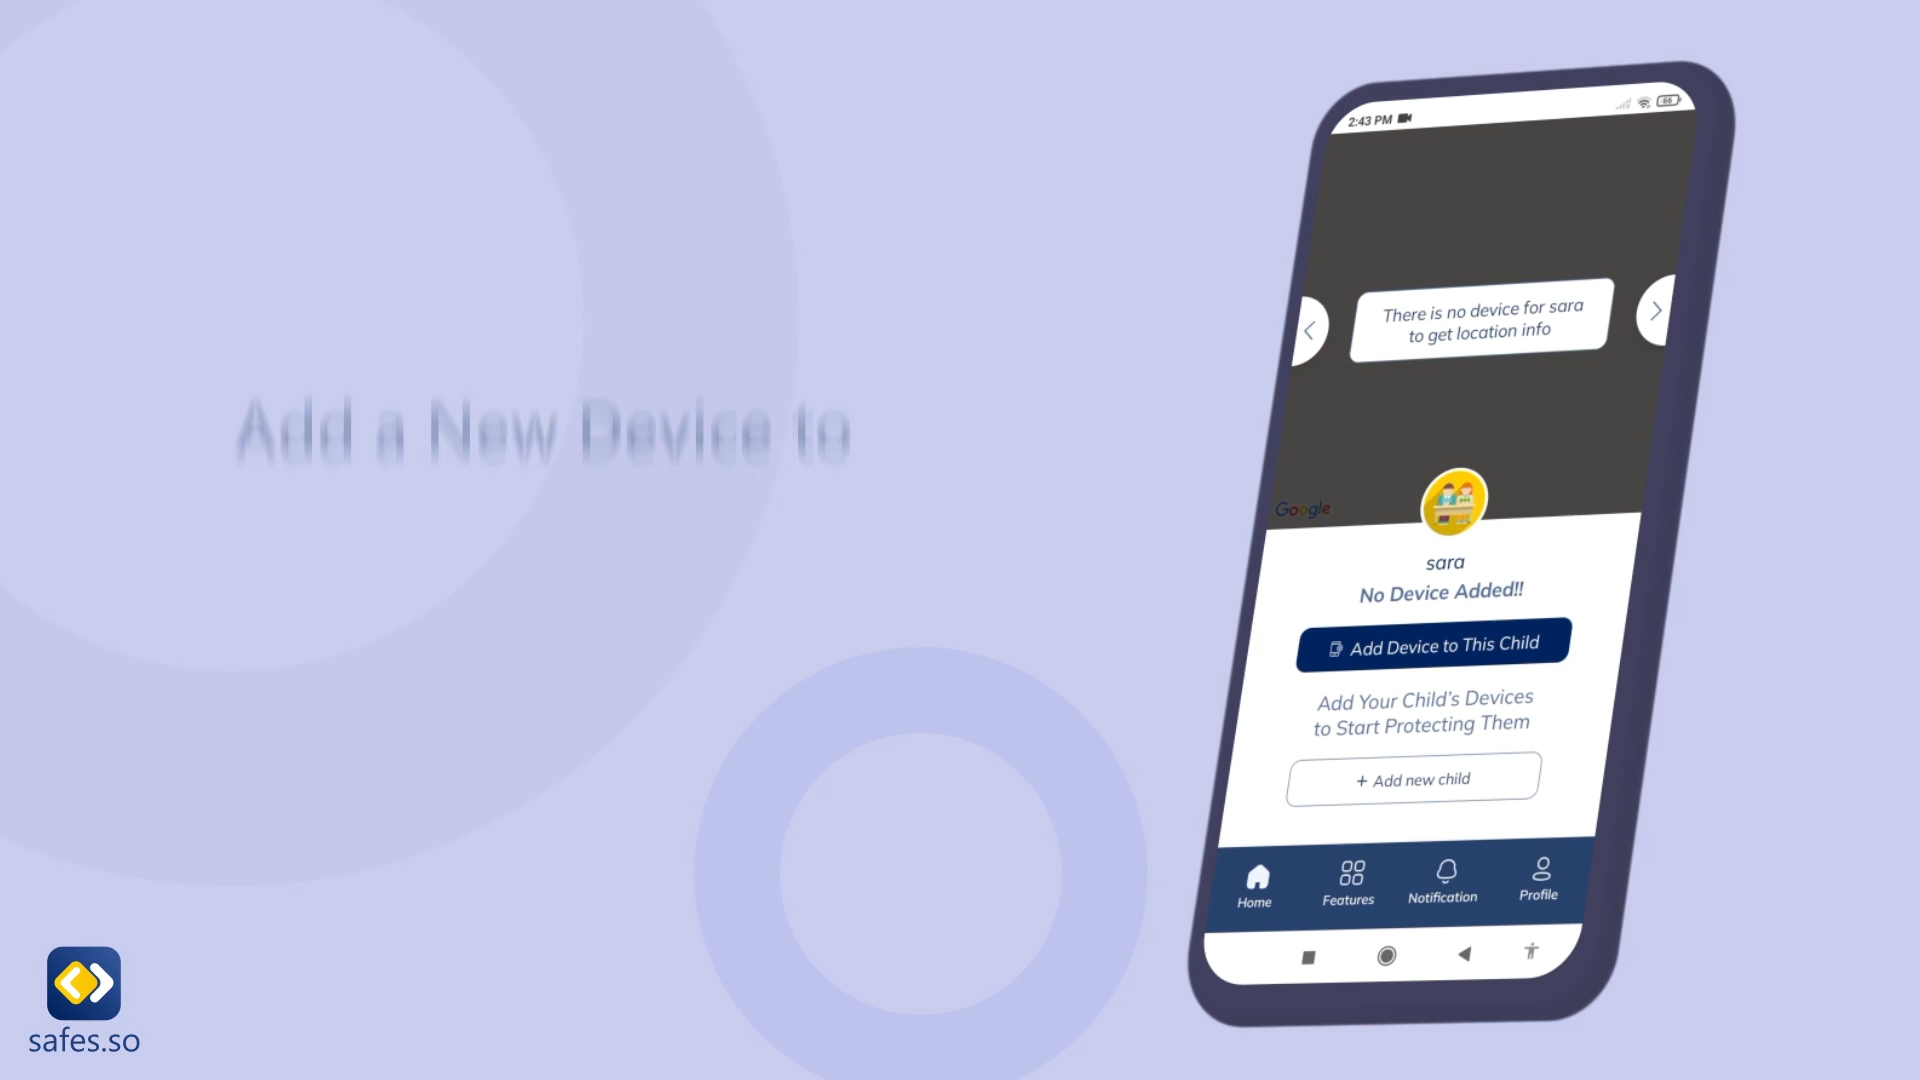 Add a New Device to
2:43 PM
66
There is no device for sara
to get location info
Google
sara
No Device Added!!
Add Device to This Child
Add Your Child's Devices
to Start Protecting Them
+ Add new child
Home
Features
Notification
Profile
safes.so